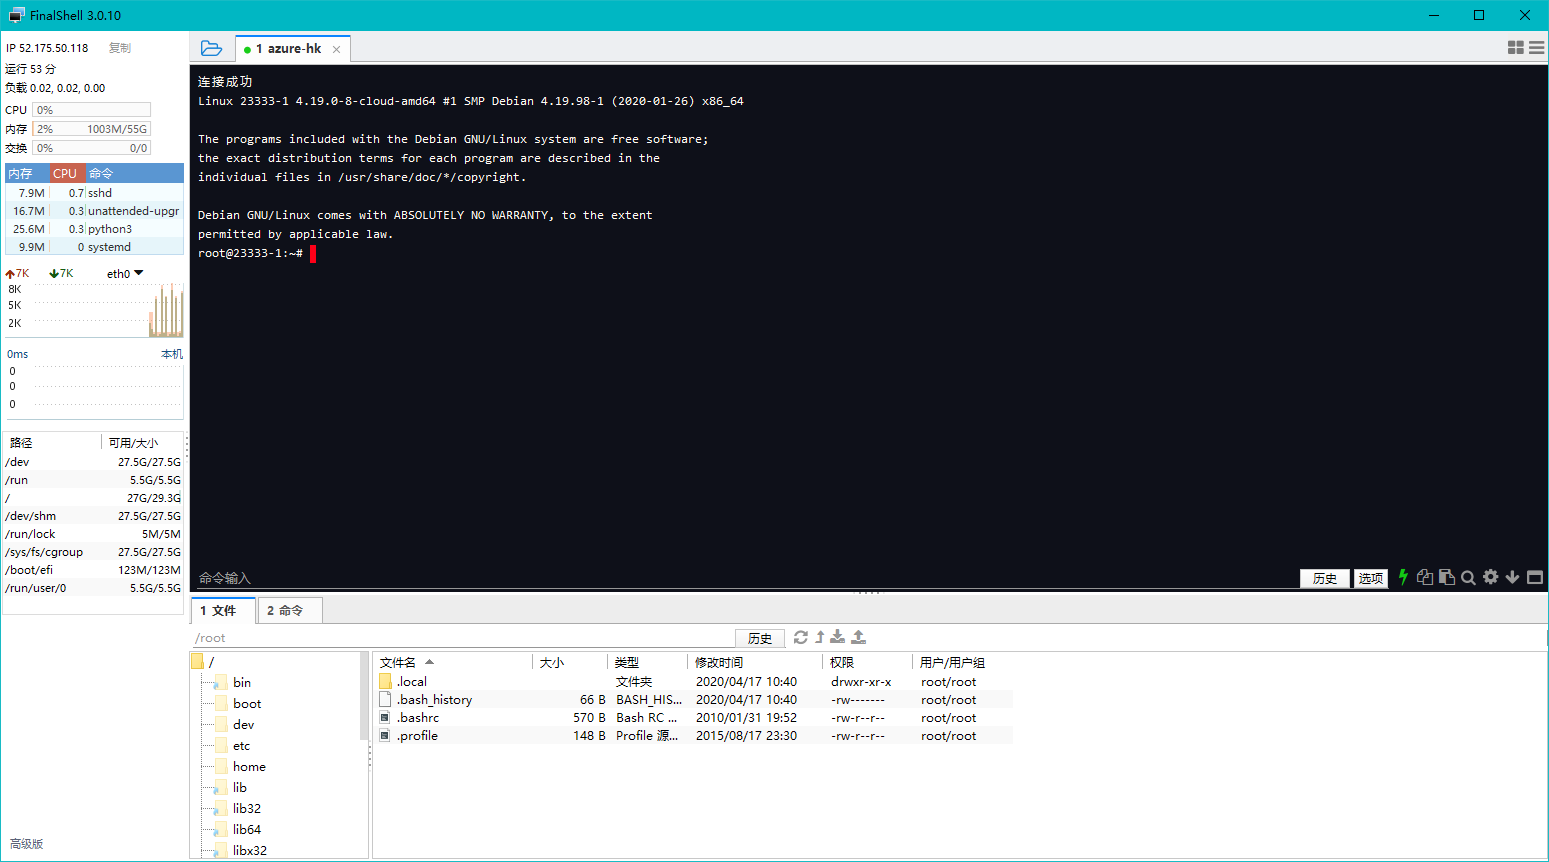 FinalShell 3.0.10
IP 52.175.50.118 复制
运行 53 分
负载 0.02, 0.02, 0.00
CPU 0%
内存 2% 1003M/55G
交换 0% 0/0
内存 CPU 命令
7.9M 0.7 sshd
16.7M 0.3 unattended-upgr
25.6M 0.3 python3
9.9M 0 systemd
7K 7K eth0
8K
5K
2K
0ms 本机
0
0
0
路径 可用/大小
/dev 27.5G/27.5G
/run 5.5G/5.5G
/ 27G/29.3G
/dev/shm 27.5G/27.5G
/run/lock 5M/5M
/sys/fs/cgroup 27.5G/27.5G
/boot/efi 123M/123M
/run/user/0 5.5G/5.5G
高级版
1 azure-hk
连接成功
Linux 23333-1 4.19.0-8-cloud-amd64 #1 SMP Debian 4.19.98-1 (2020-01-26) x86_64
The programs included with the Debian GNU/Linux system are free software;
the exact distribution terms for each program are described in the
individual files in /usr/share/doc/*/copyright.
Debian GNU/Linux comes with ABSOLUTELY NO WARRANTY, to the extent
permitted by applicable law.
root@23333-1:~#
命令输入 历史 选项
1 文件 2 命令
/root 历史
/
bin
boot
dev
etc
home
lib
lib32
lib64
libx32
文件名 大小 类型 修改时间 权限 用户/用户组
.local 文件夹 2020/04/17 10:40 drwxr-xr-x root/root
.bash_history 66 B BASH_HIS... 2020/04/17 10:40 -rw------- root/root
.bashrc 570 B Bash RC ... 2010/01/31 19:52 -rw-r--r-- root/root
.profile 148 B Profile 源... 2015/08/17 23:30 -rw-r--r-- root/root